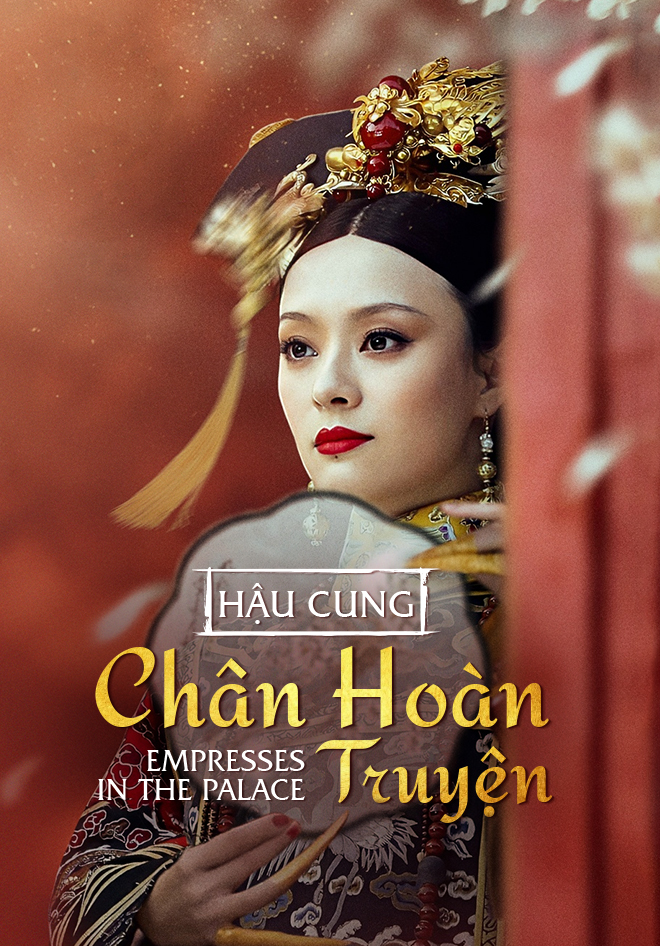 HẬU CUNG
Chân Hoàn
EMPRESSES
IN THE PALACE
Truyện